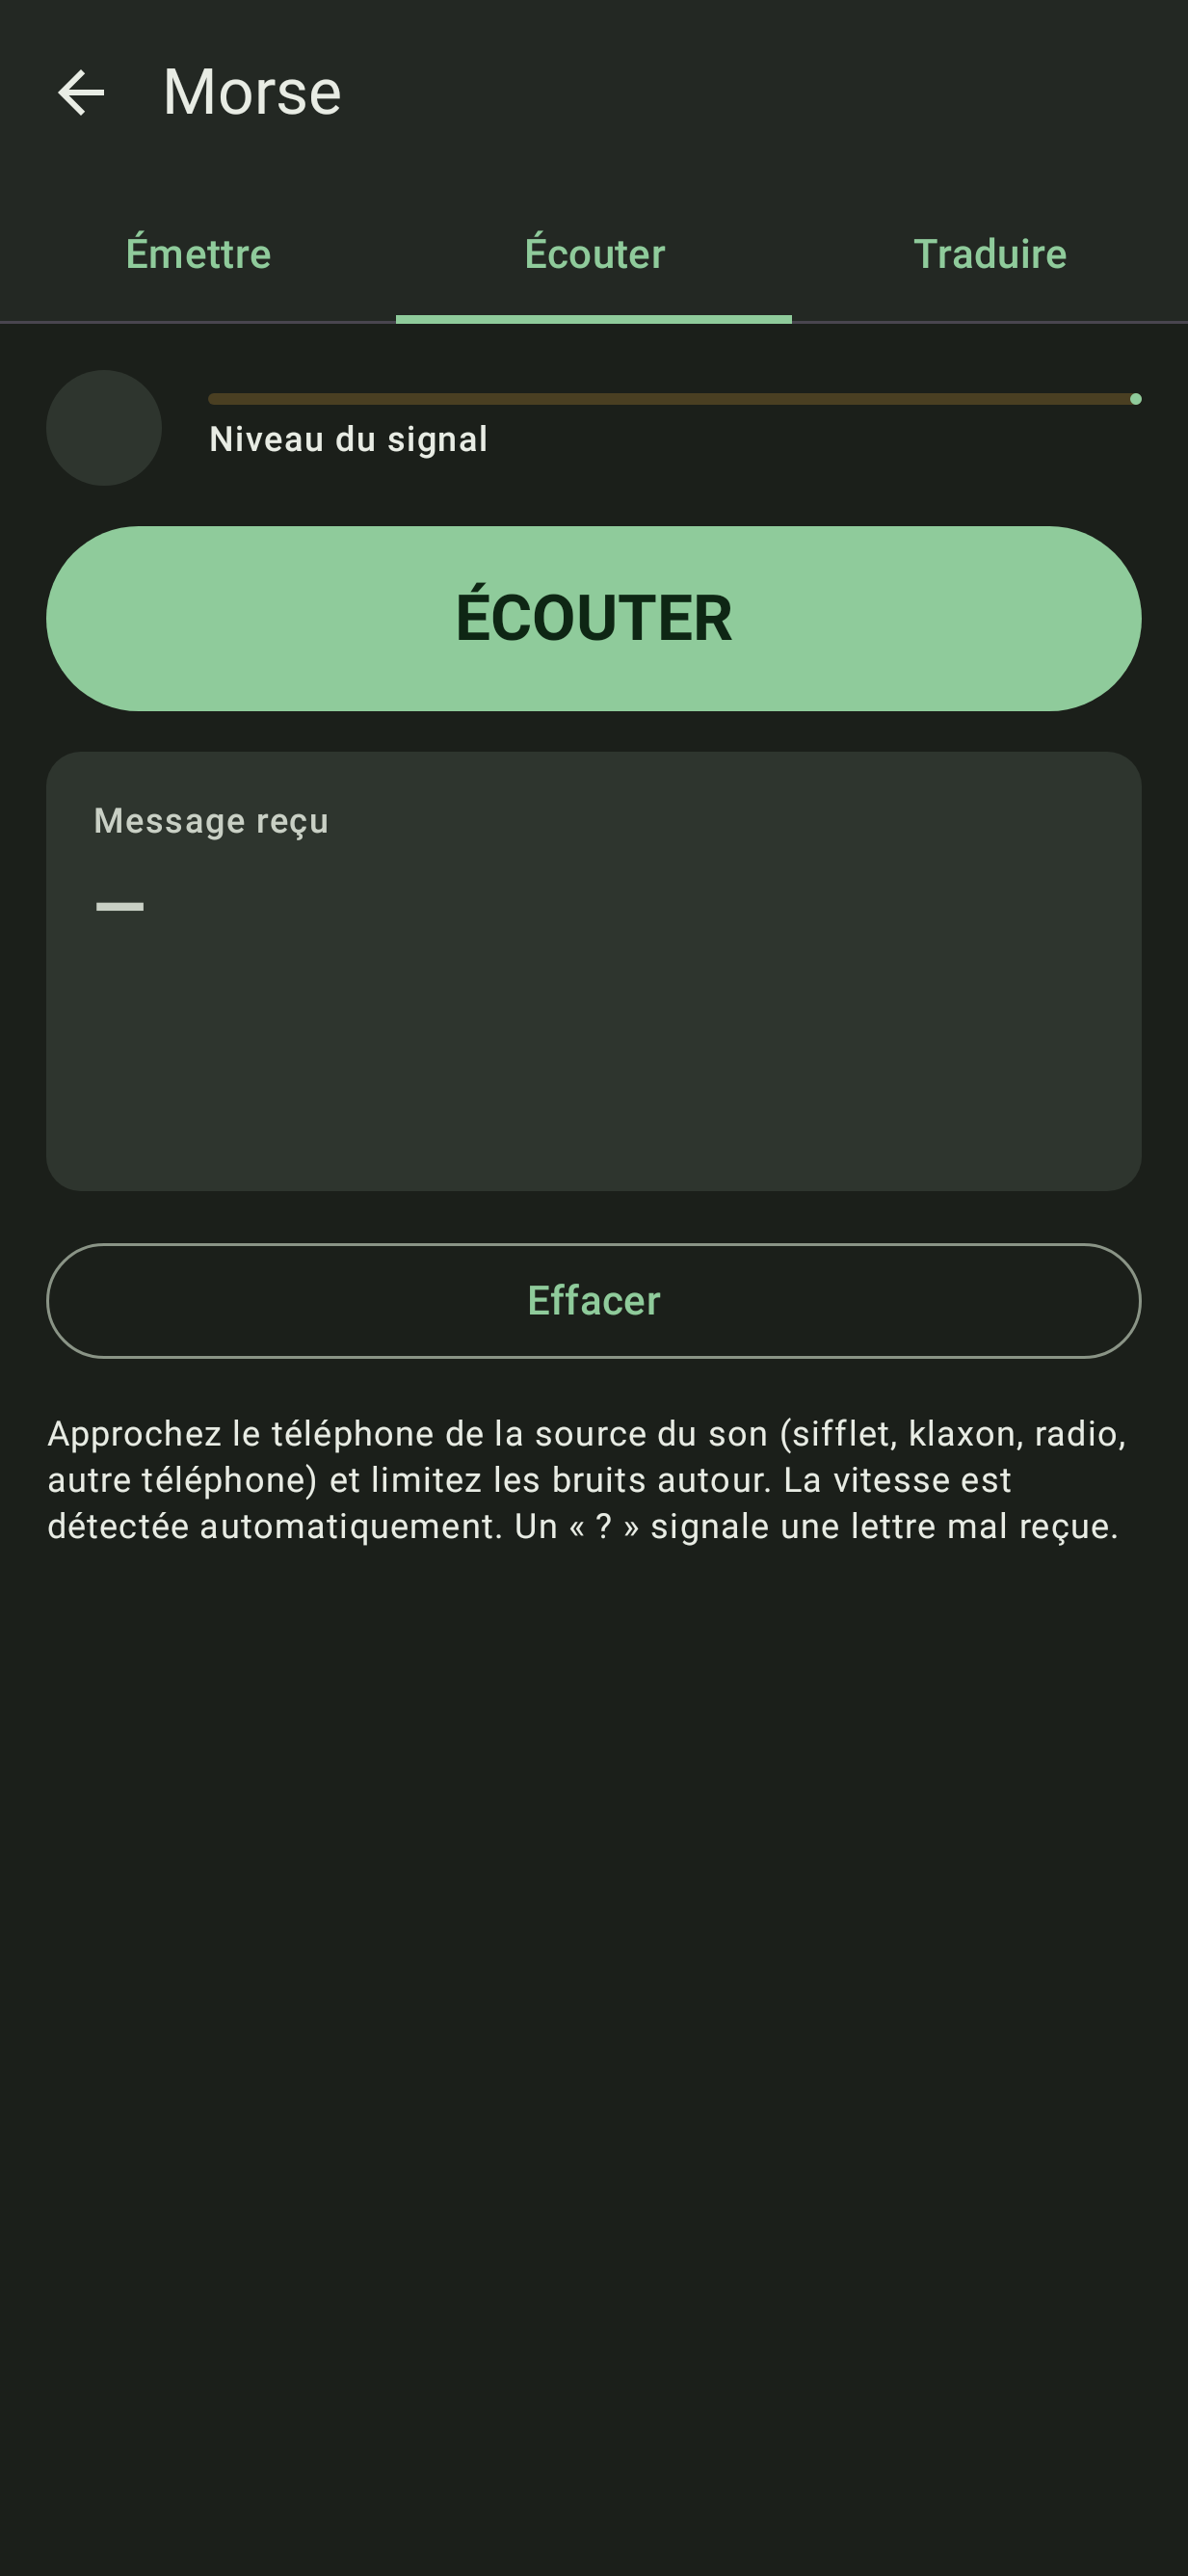 Morse
Émettre
Écouter
Traduire
Niveau du signal
ÉCOUTER
Message reçu
—
Effacer
Approchez le téléphone de la source du son (sifflet, klaxon, radio,
autre téléphone) et limitez les bruits autour. La vitesse est
détectée automatiquement. Un « ? » signale une lettre mal reçue.